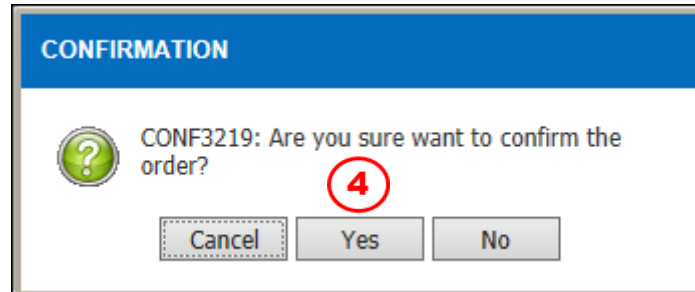 CONFIRMATION
CONF3219: Are you sure want to confirm the
order?
4
Cancel Yes No